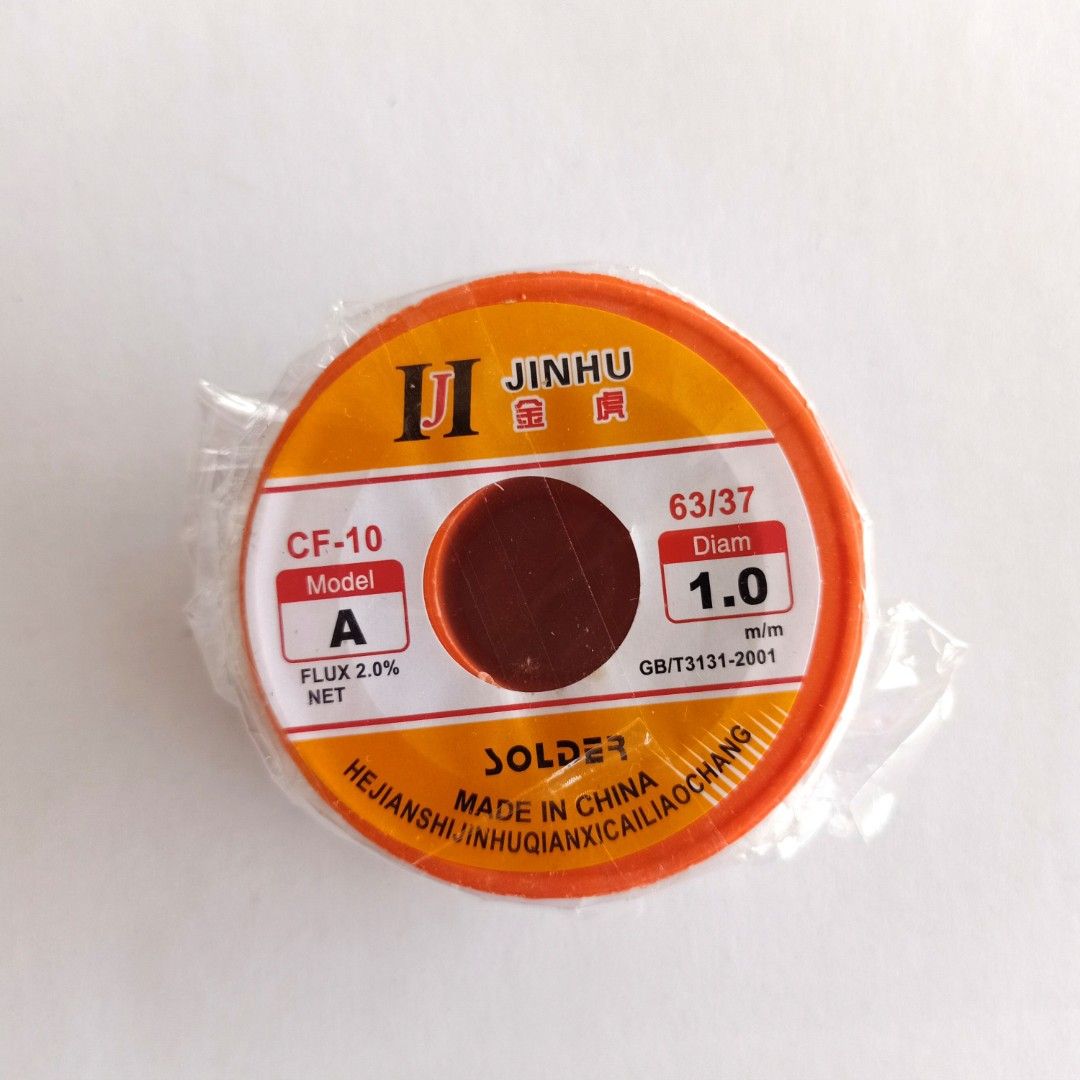 HJ JINHU
金虎
CF-10
Model
A
FLUX 2.0%
NET
63/37
Diam
1.0
m/m
GB/T3131-2001
SOLDER
MADE IN CHINA
HEJIANSHIJINHUQIANXICAILIAOCHANG